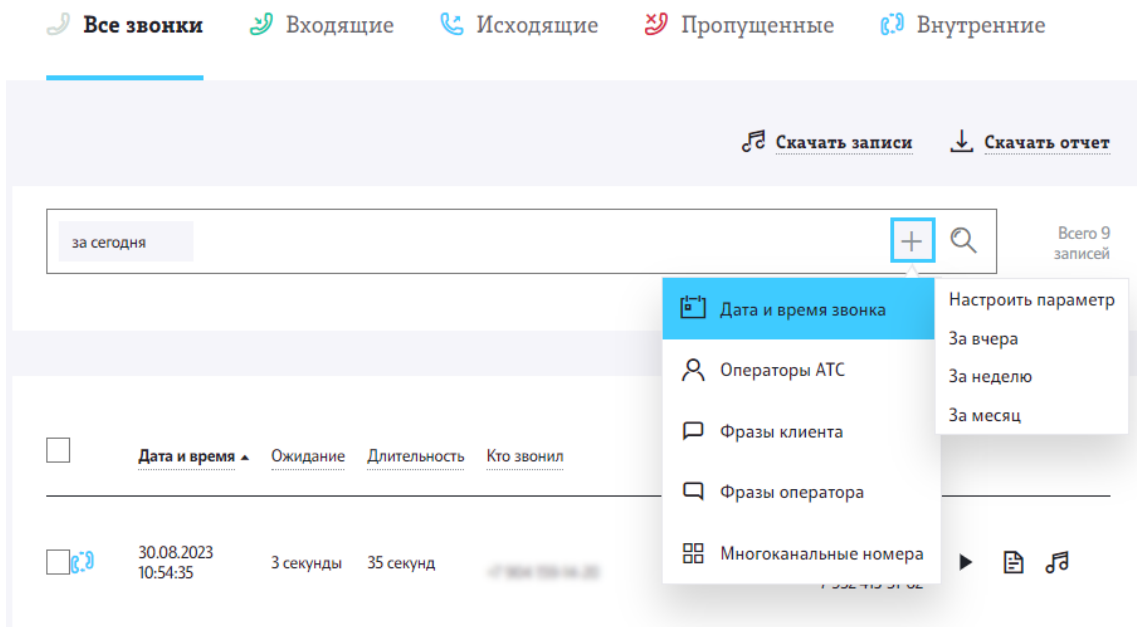 Все звонки
Входящие
Исходящие
Пропущенные
Внутренние
Скачать записи
Скачать отчет
за сегодня
Всего 9
записей
Дата и время звонка
Операторы АТС
Фразы клиента
Фразы оператора
Многоканальные номера
Настроить параметр
За вчера
За неделю
За месяц
Дата и время
Ожидание
Длительность
Кто звонил
30.08.2023
10:54:35
3 секунды
35 секунд